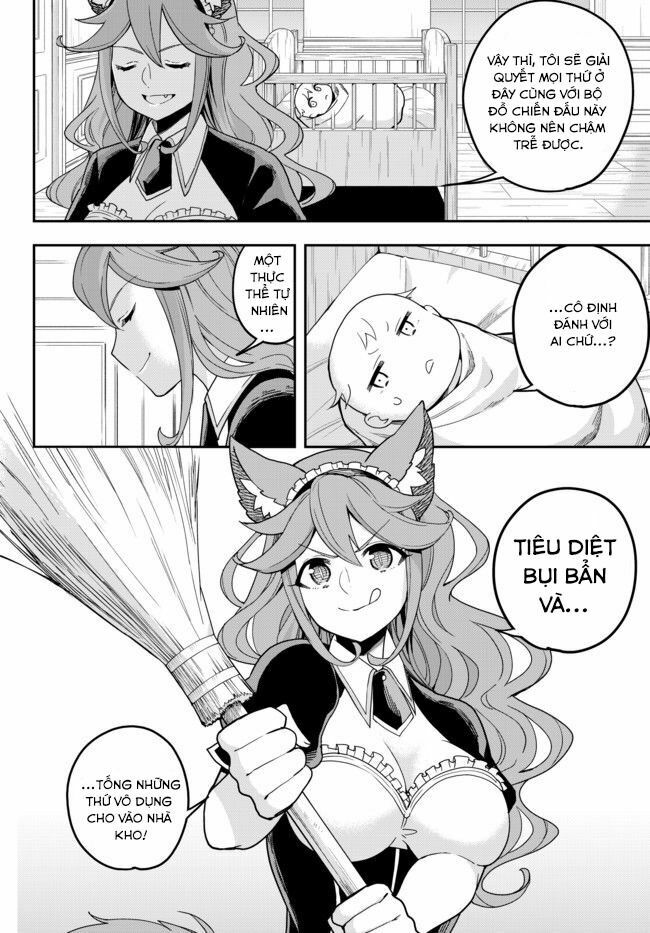 VẬY THÌ, TÔI SẼ GIẢI
QUYẾT MỌI THỨ Ở
ĐÂY CÙNG VỚI BỘ
ĐỒ CHIẾN ĐẤU NÀY
KHÔNG NÊN CHẬM
TRỄ ĐƯỢC.
...CÔ ĐỊNH
ĐÁNH VỚI
AI CHỨ...?
MỘT
THỰC
THỂ TỰ
NHIÊN
...
TIÊU DIỆT
BỤI BẨN
VÀ...
...TỐNG NHỮNG
THỨ VÔ DỤNG
CHO VÀO NHÀ
KHO!